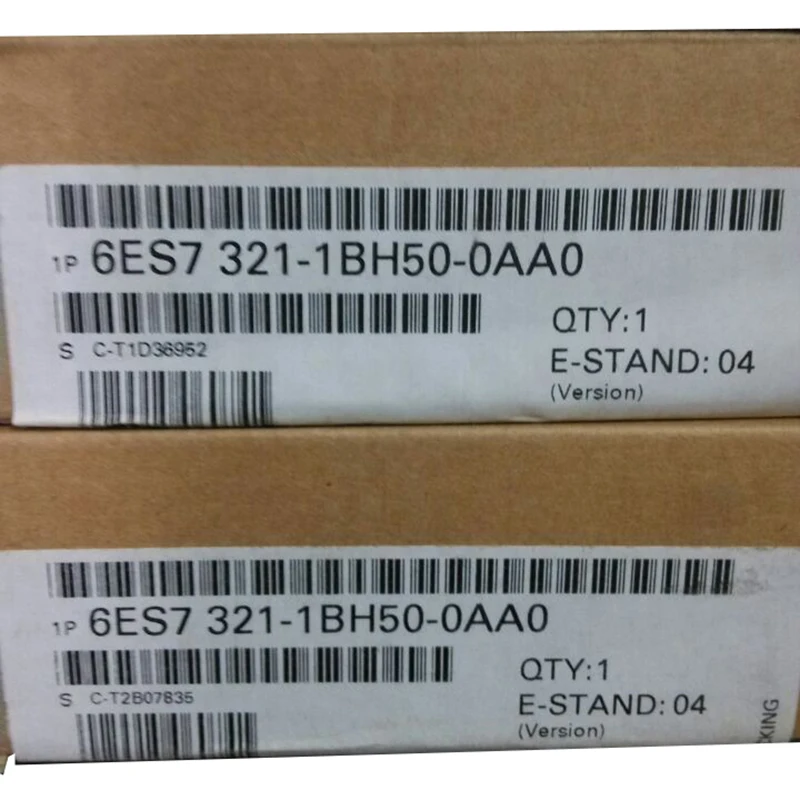 1P 6ES7 321-1BH50-0AA0
QTY:1
S C-T1D36952
E-STAND: 04
(Version)
1P 6ES7 321-1BH50-0AA0
QTY:1
S C-T2B07835
E-STAND: 04
(Version)
CKING